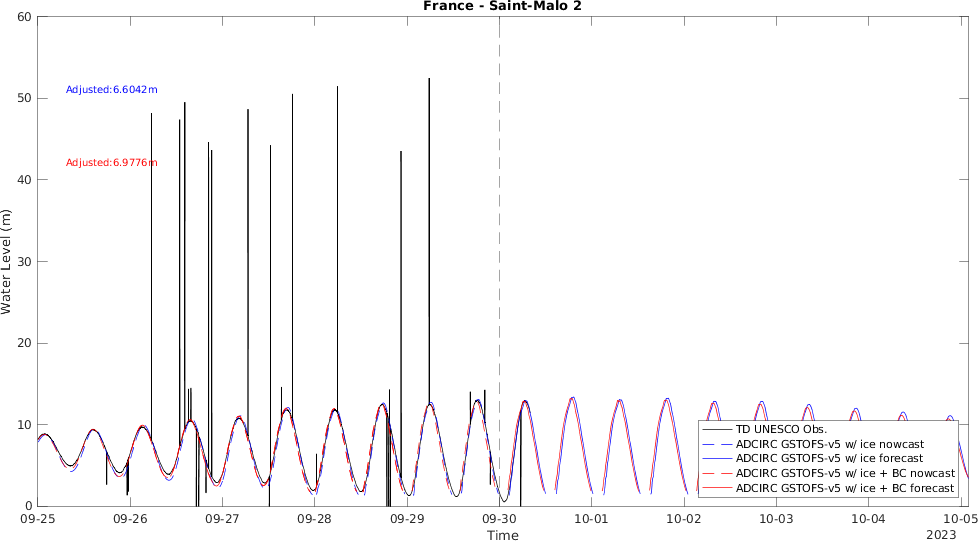 France - Saint-Malo 2
60
50
40
30
20
10
0
Water Level (m)
Adjusted:6.6042m
Adjusted:6.9776m
TD UNESCO Obs.
ADCIRC GSTOFS-v5 w/ ice nowcast
ADCIRC GSTOFS-v5 w/ ice forecast
ADCIRC GSTOFS-v5 w/ ice + BC nowcast
ADCIRC GSTOFS-v5 w/ ice + BC forecast
09-25 09-26 09-27 09-28 09-29 09-30 10-01 10-02 10-03 10-04 10-05
Time
2023